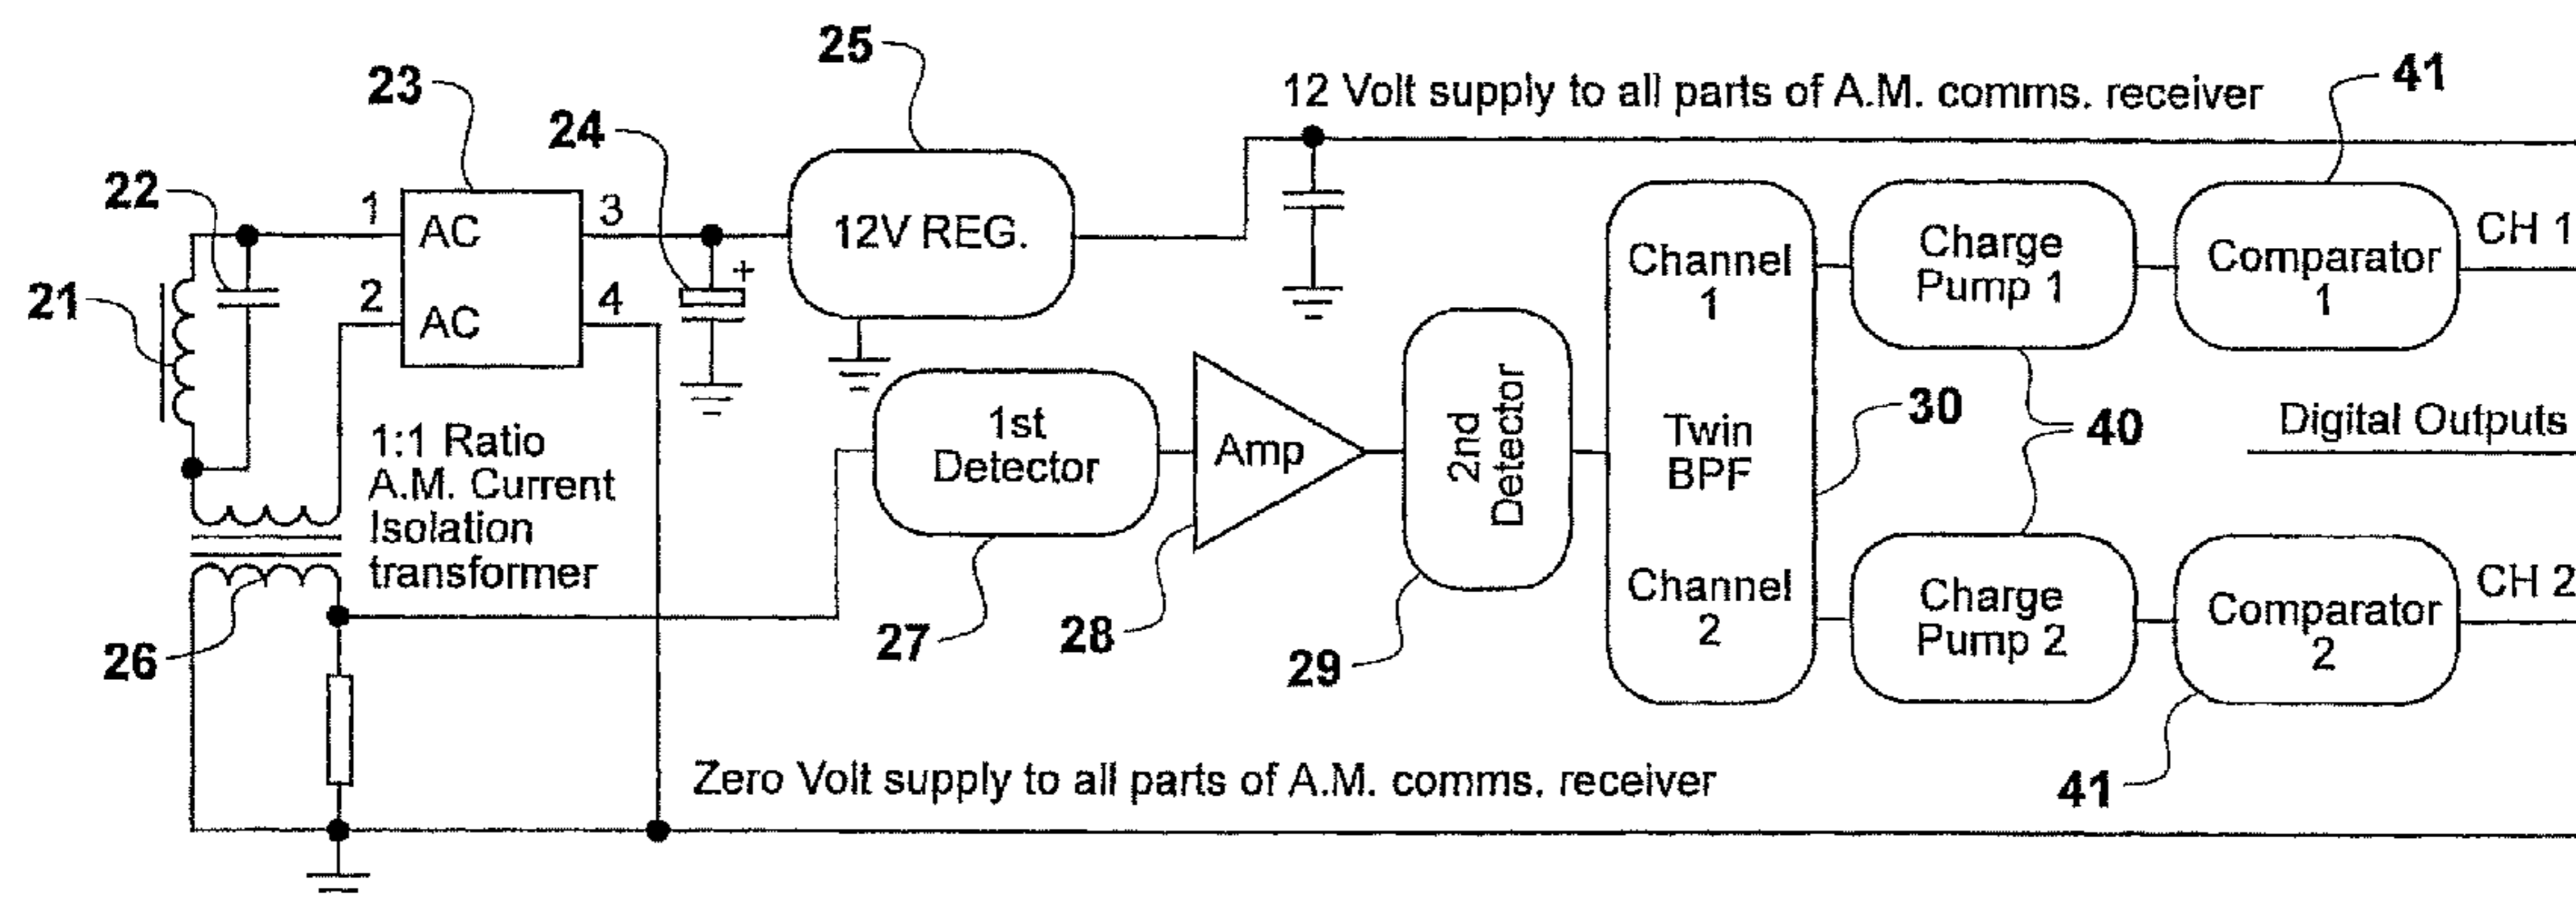 25
23
12 Volt supply to all parts of A.M. comms. receiver
41
24
22
1
AC
3
12V REG.
2
AC
4
21
Channel
1
Charge
Pump 1
Comparator
1
CH 1
1:1 Ratio
A.M. Current
Isolation
transformer
+
1st
Detector
Amp
2nd
Detector
Twin
BPF
30
40
Digital Outputs
Channel
2
Charge
Pump 2
Comparator
2
CH 2
26
27
28
29
Zero Volt supply to all parts of A.M. comms. receiver
41